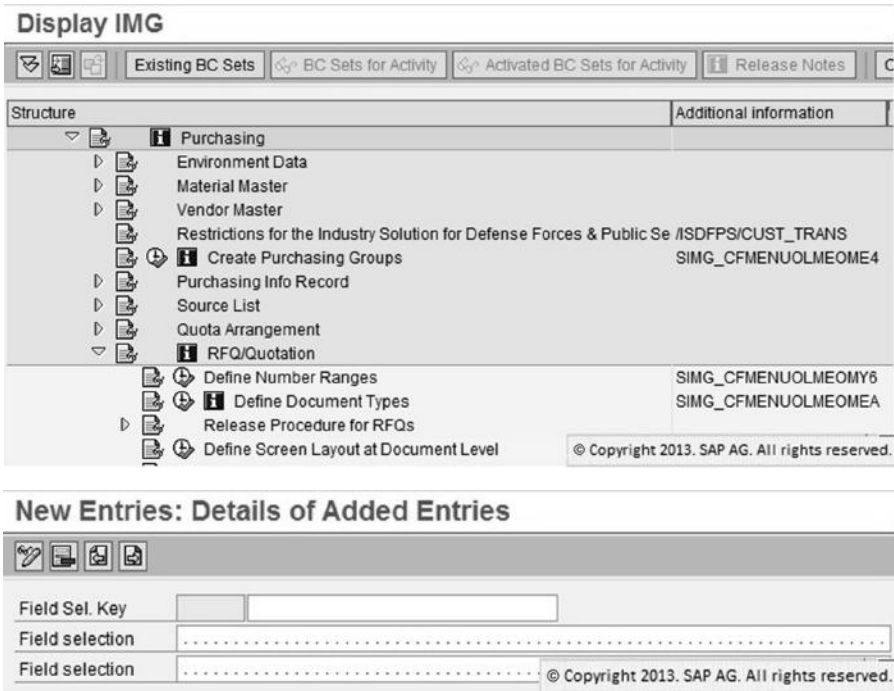 Display IMG
Existing BC Sets BC Sets for Activity Activated BC Sets for Activity Release Notes C
Structure Additional information
Purchasing
Environment Data
Material Master
Vendor Master
Restrictions for the Industry Solution for Defense Forces & Public Se /ISDFPS/CUST_TRANS
Create Purchasing Groups SIMG_CFMENUOLMEOME4
Purchasing Info Record
Source List
Quota Arrangement
RFQ/Quotation
Define Number Ranges SIMG_CFMENUOLMEOMY6
Define Document Types SIMG_CFMENUOLMEOMEA
Release Procedure for RFQs
Define Screen Layout at Document Level © Copyright 2013. SAP AG. All rights reserved.
New Entries: Details of Added Entries
Field Sel. Key
Field selection
Field selection © Copyright 2013. SAP AG. All rights reserved.